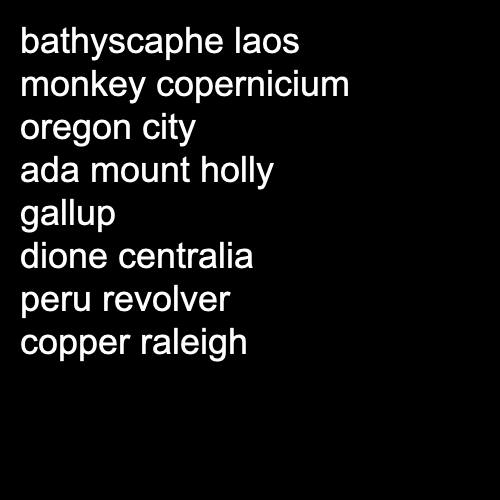 bathyscaphe laos
monkey copernicium
oregon city
ada mount holly
gallup
dione centralia
peru revolver
copper raleigh